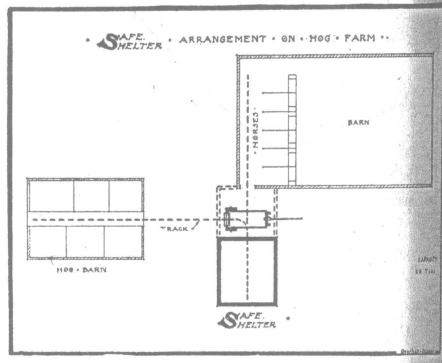 SAFE SHELTER • ARRANGEMENT • ON • HOG • FARM •
HORSES
BARN
TRACK
HOG • BARN
SAFE SHELTER